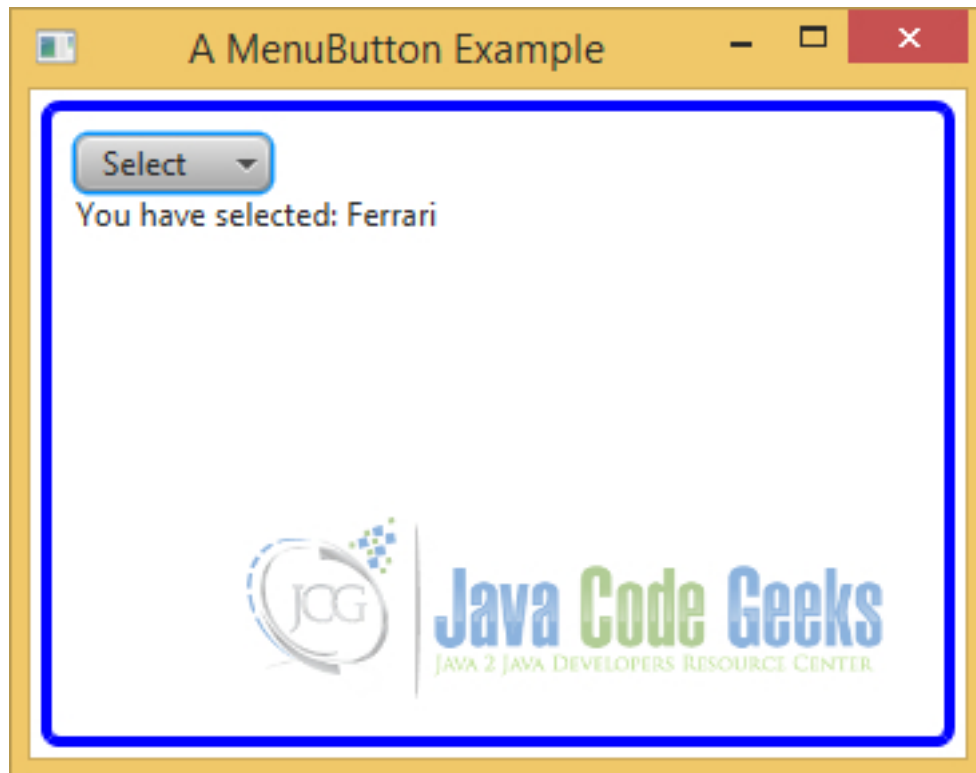 A MenuButton Example
Select
You have selected: Ferrari
JCG
Java Code Geeks
JAVA 2 JAVA DEVELOPERS RESOURCE CENTER